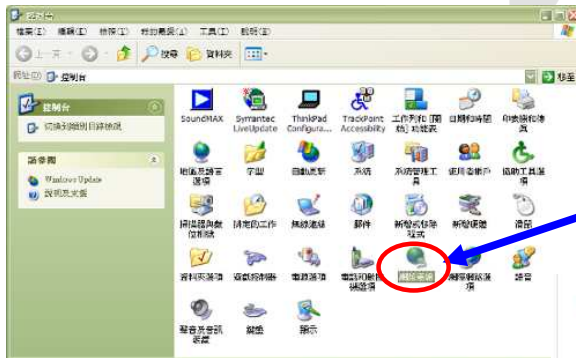 控制台
檔案(F) 編輯(E) 檢視(V) 我的最愛(A) 工具(T) 說明(H)
上一頁 搜尋 資料夾
網址(D) 控制台 移至
控制台
切換到類別目錄檢視
請參閱
Windows Update
說明及支援
SoundMAX
Symantec LiveUpdate
ThinkPad Configura...
TrackPoint Accessibility
工作列和 [開始] 功能表
日期和時間
印表機和傳真
地區及語言選項
字型
自動更新
系統
系統管理工具
使用者帳戶
協助工具選項
掃描器與數位相機
排定的工作
無線連結
郵件
新增或移除程式
新增硬體
滑鼠
資料夾選項
遊戲控制器
電源選項
電話和數據機選項
網路連線
網際網路選項
語音
聲音及音訊裝置
鍵盤
顯示